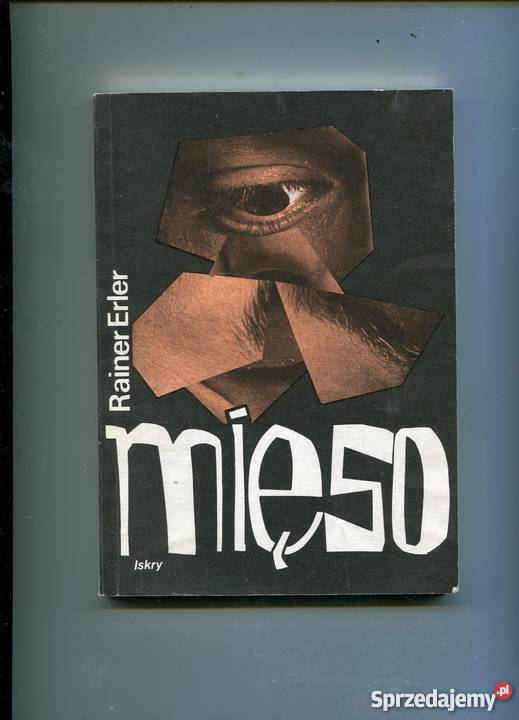 Rainer Erler
mięso
Iskry
Sprzedajemy.pl